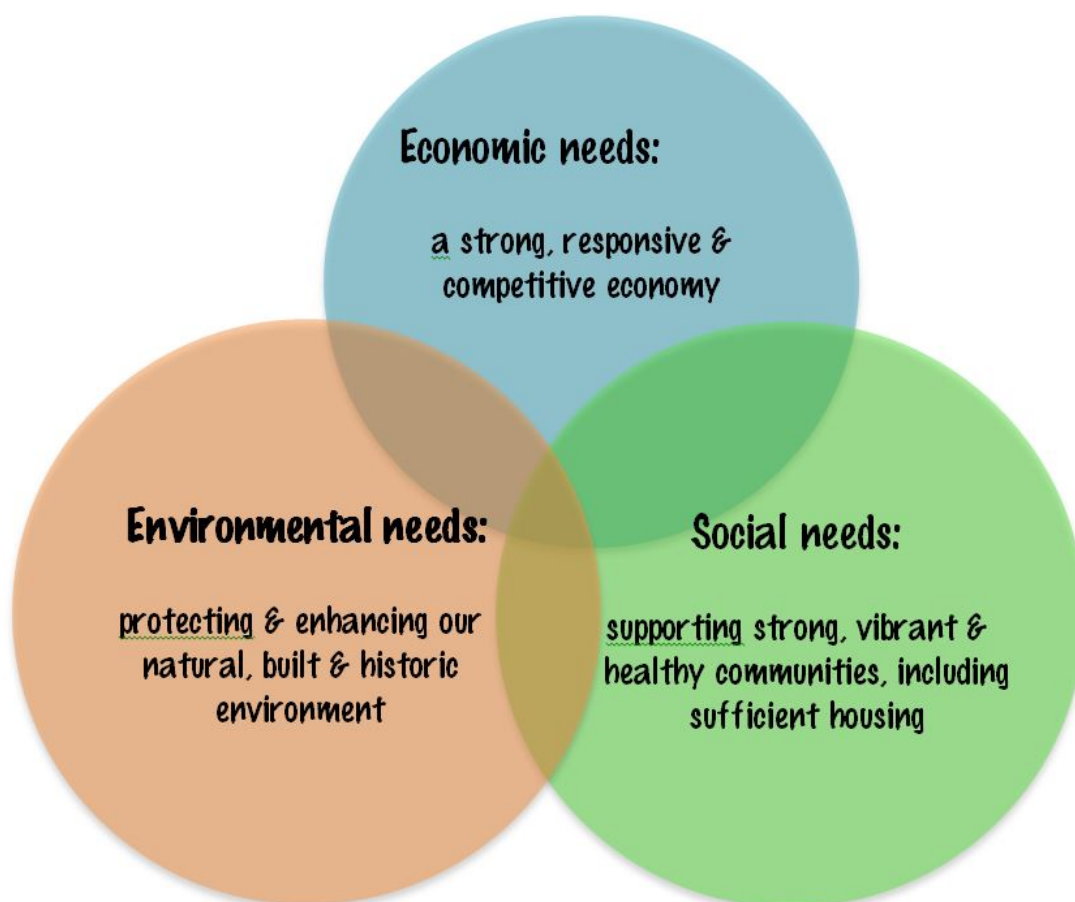 Economic needs:
a strong, responsive &
competitive economy
Environmental needs:
protecting & enhancing our
natural, built & historic
environment
Social needs:
supporting strong, vibrant &
healthy communities, including
sufficient housing